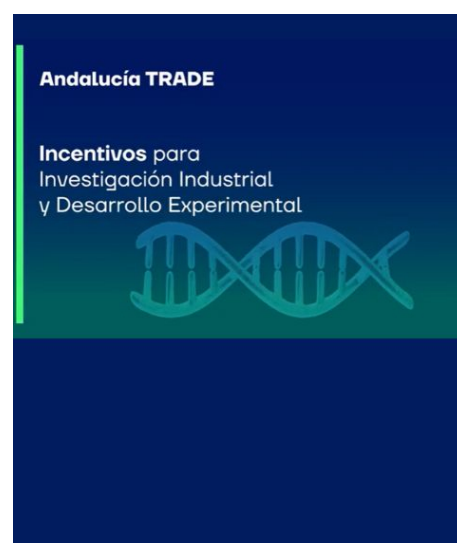 Andalucía TRADE
Incentivos para
Investigación Industrial
y Desarrollo Experimental